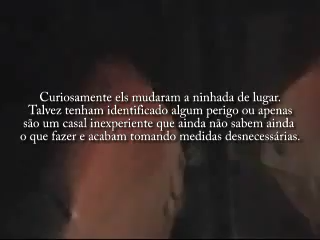 Curiosamente els mudaram a ninhada de lugar.
Talvez tenham identificado algum perigo ou apenas
são um casal inexperiente que ainda não sabem ainda
o que fazer e acabam tomando medidas desnecessárias.